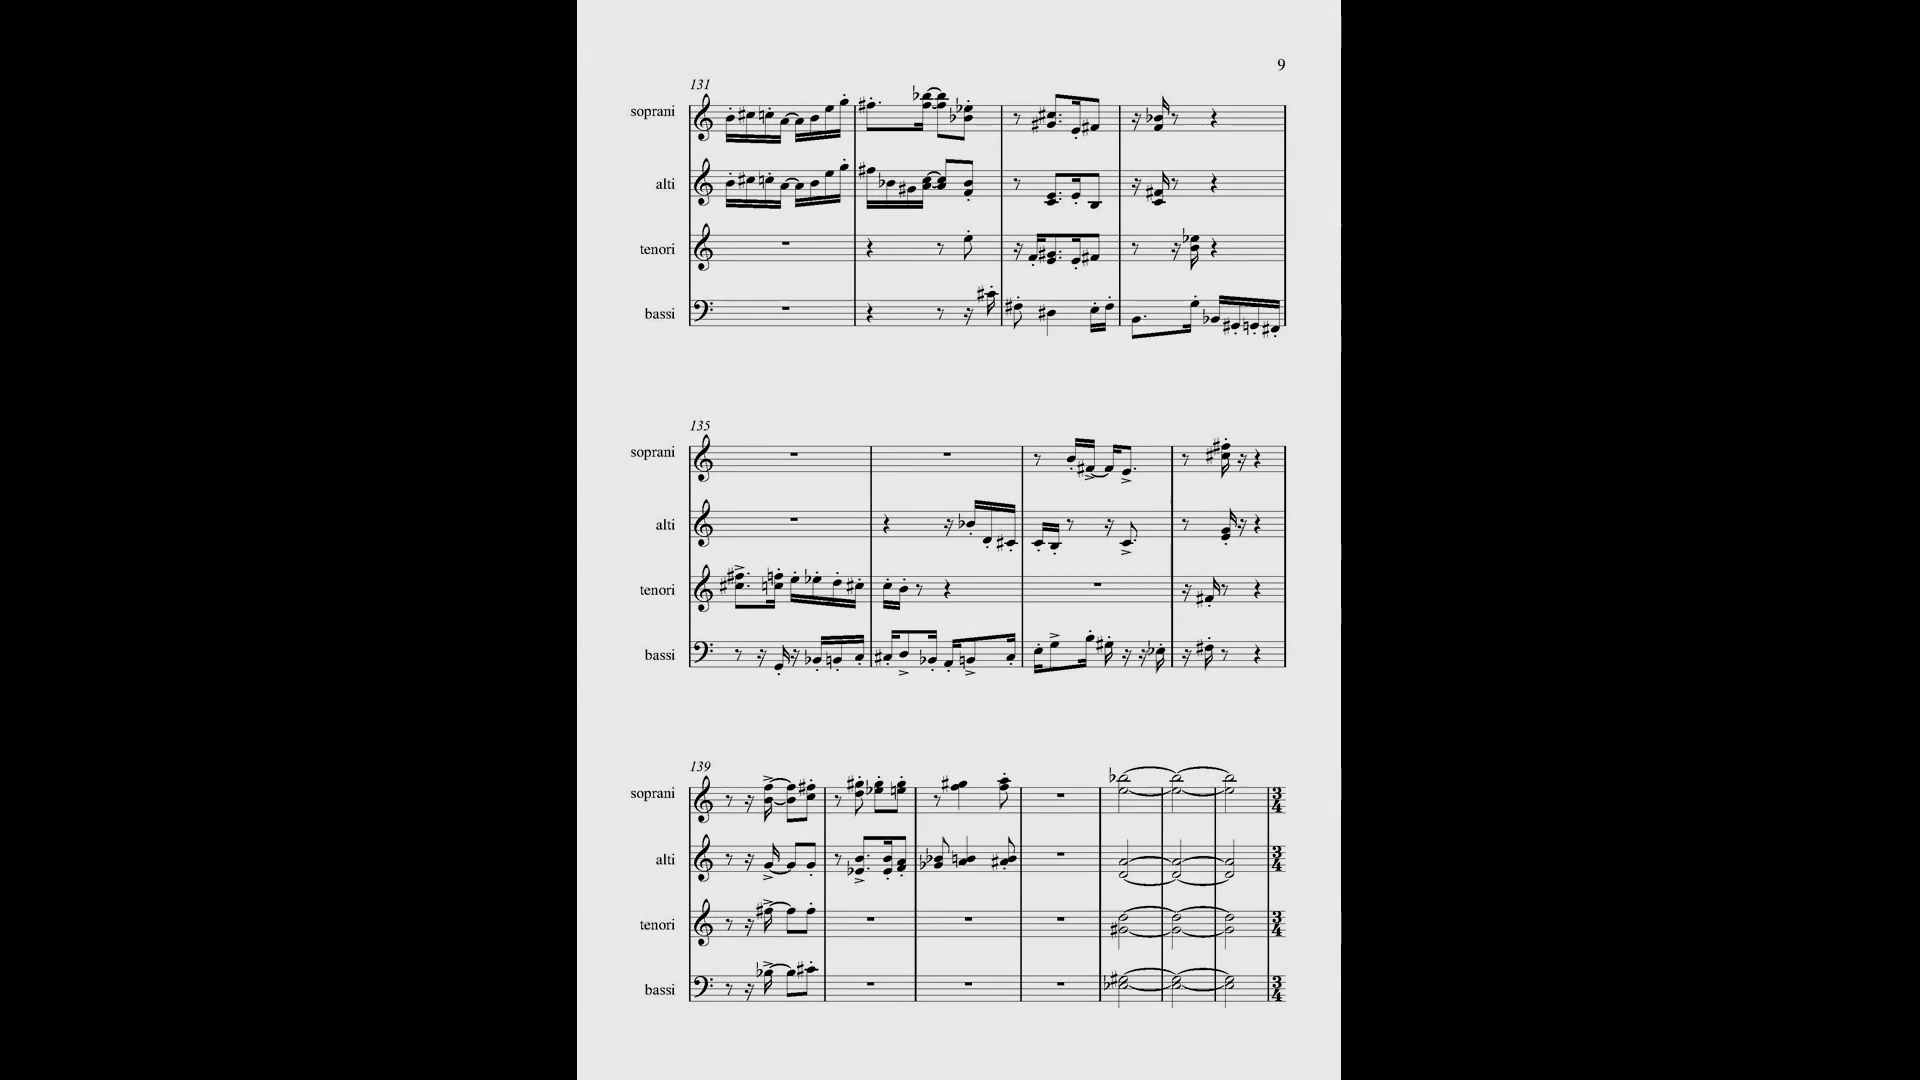 9
131
soprani
alti
tenori
bassi
135
soprani
alti
tenori
bassi
139
soprani 3 4
alti 3 4
tenori 3 4
bassi 3 4